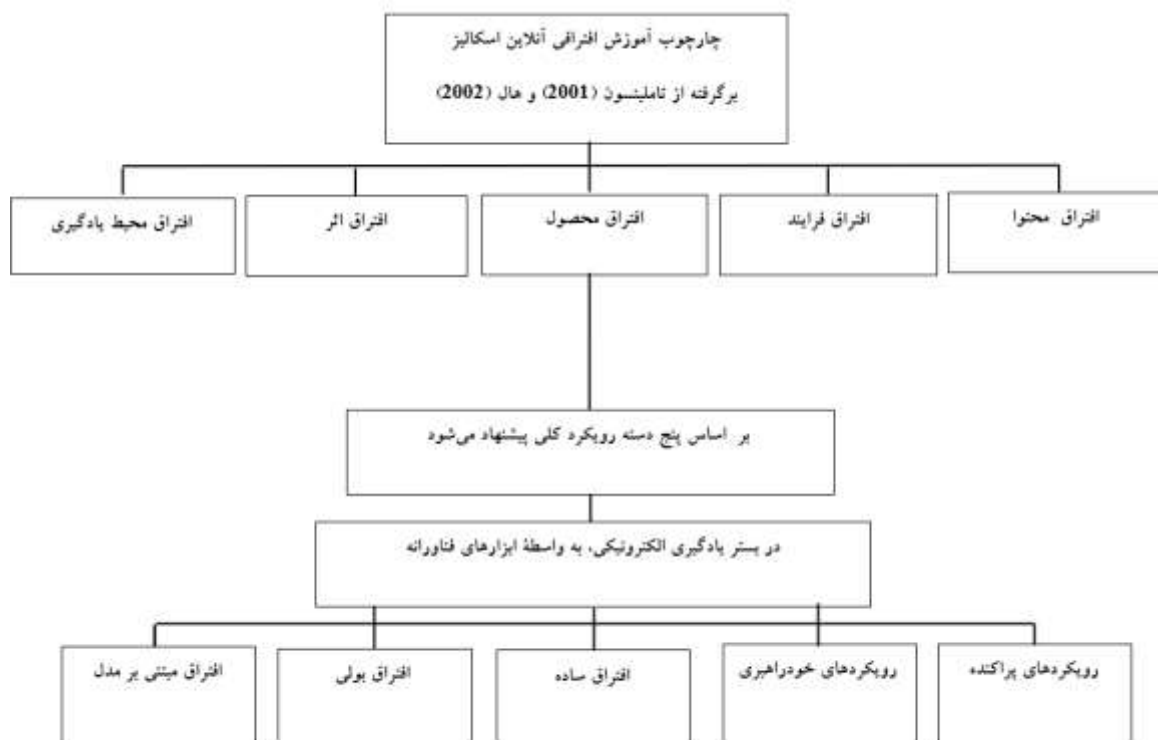 چارچوب آموزش افتراقی آنلاین اسکالیز
برگرفته از تاملینسون (2001) و هال (2002)
افتراق محتوا
افتراق فرایند
افتراق محصول
افتراق اثر
افتراق محیط یادگیری
بر اساس پنج دسته رویکرد کلی پیشنهاد می‌شود
در بستر یادگیری الکترونیکی، به واسطهٔ ابزارهای فناورانه
رویکردهای پراکنده
رویکردهای خودراهبری
افتراق ساده
افتراق بولی
افتراق مبتنی بر مدل